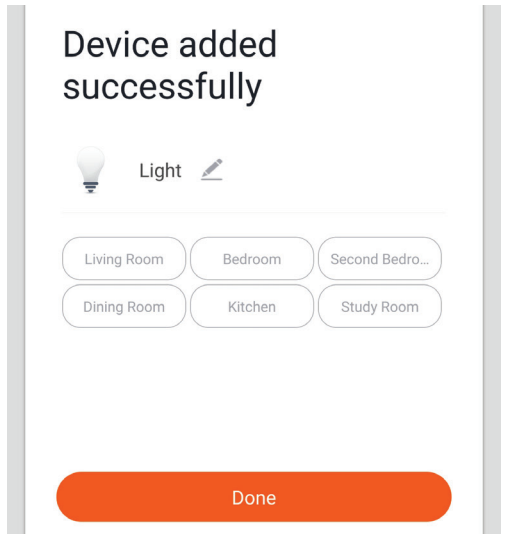 Device added
successfully
Light
Living Room
Bedroom
Second Bedro...
Dining Room
Kitchen
Study Room
Done